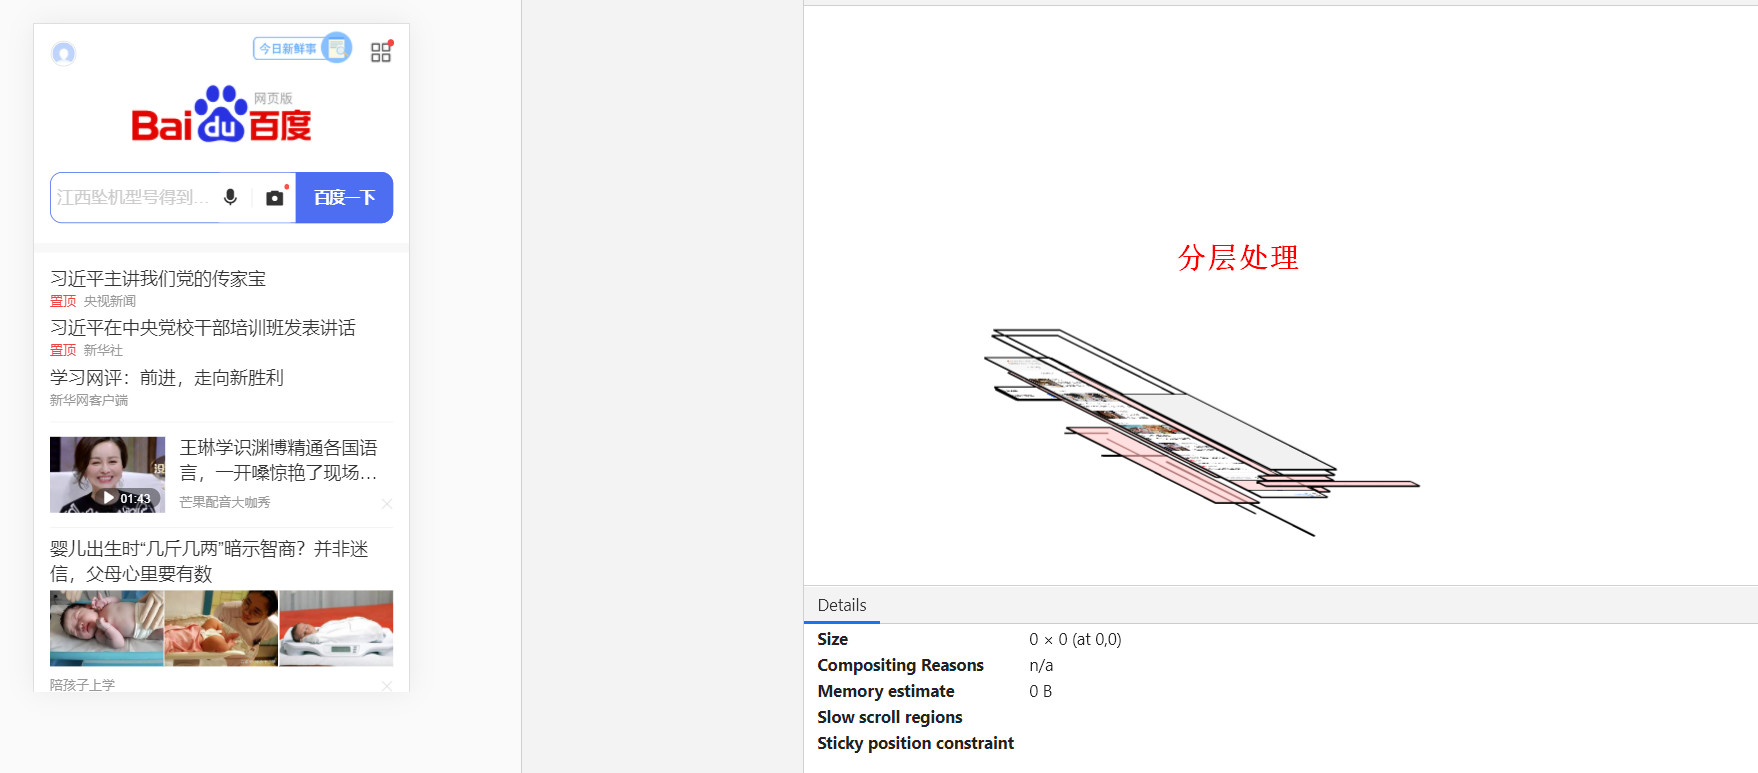 今日新鲜事
网页版
Bai du 百度
江西坠机型号得到...
百度一下
习近平主讲我们党的传家宝
置顶 央视新闻
习近平在中央党校干部培训班发表讲话
置顶 新华社
学习网评：前进，走向新胜利
新华网客户端
王琳学识渊博精通各国语
言，一开嗓惊艳了现场...
01:43
芒果配音大咖秀
婴儿出生时“几斤几两”暗示智商？并非迷
信，父母心里要有数
陪孩子上学
分层处理
Details
Size 0 × 0 (at 0,0)
Compositing Reasons n/a
Memory estimate 0 B
Slow scroll regions
Sticky position constraint